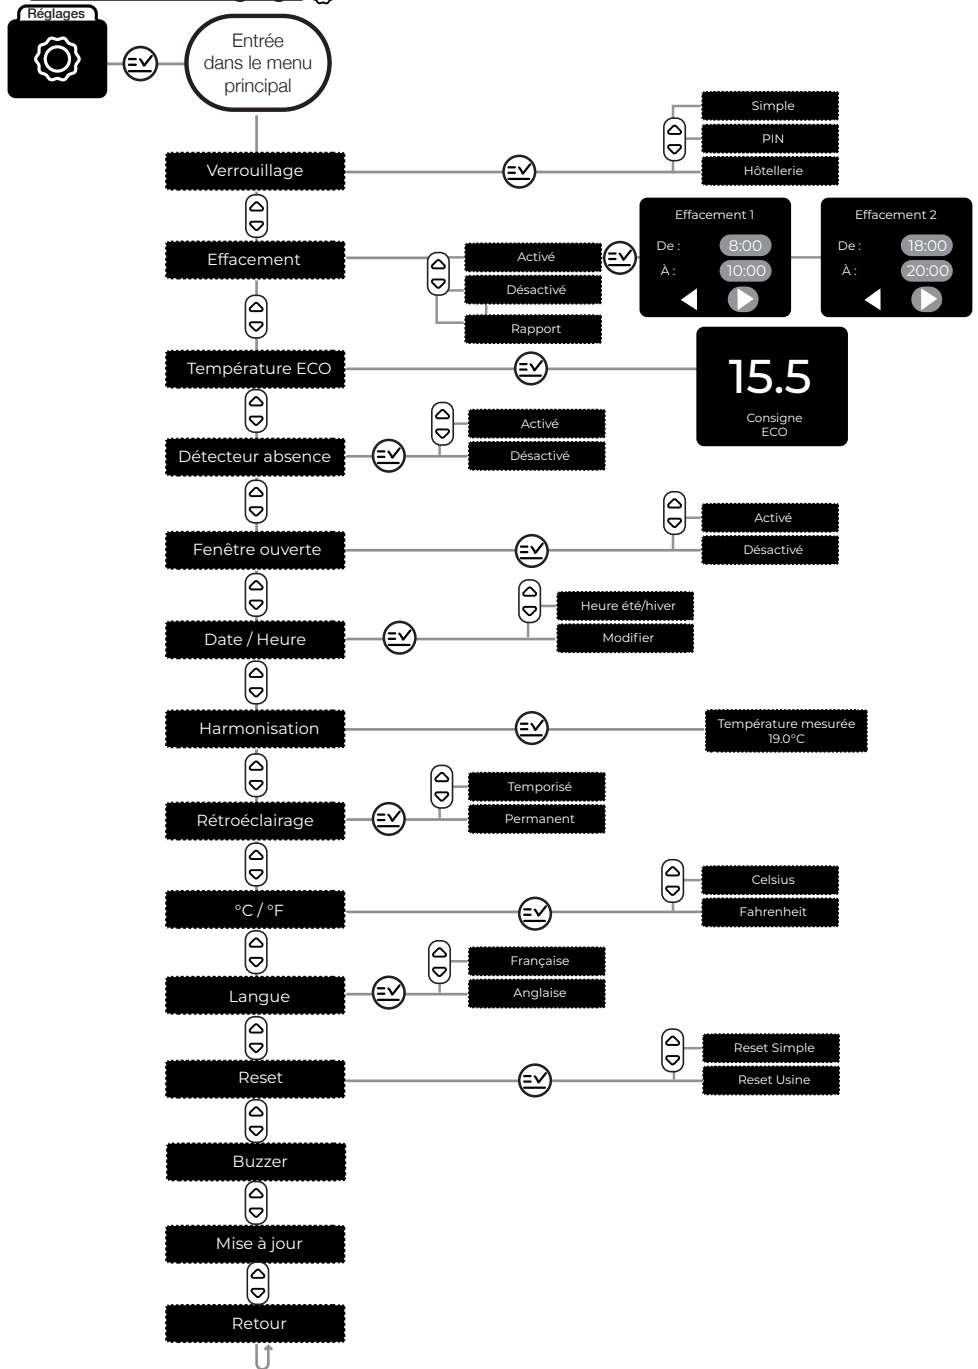 Réglages
Entrée
dans le menu
principal
Verrouillage
Simple
PIN
Hôtellerie
Effacement
Activé
Désactivé
Rapport
Effacement 1
De :
8:00
À :
10:00
Effacement 2
De :
18:00
À :
20:00
Température ECO
15.5
Consigne
ECO
Détecteur absence
Activé
Désactivé
Fenêtre ouverte
Activé
Désactivé
Date / Heure
Heure été/hiver
Modifier
Harmonisation
Température mesurée
19.0°C
Rétroéclairage
Temporisé
Permanent
°C / °F
Celsius
Fahrenheit
Langue
Française
Anglaise
Reset
Reset Simple
Reset Usine
Buzzer
Mise à jour
Retour